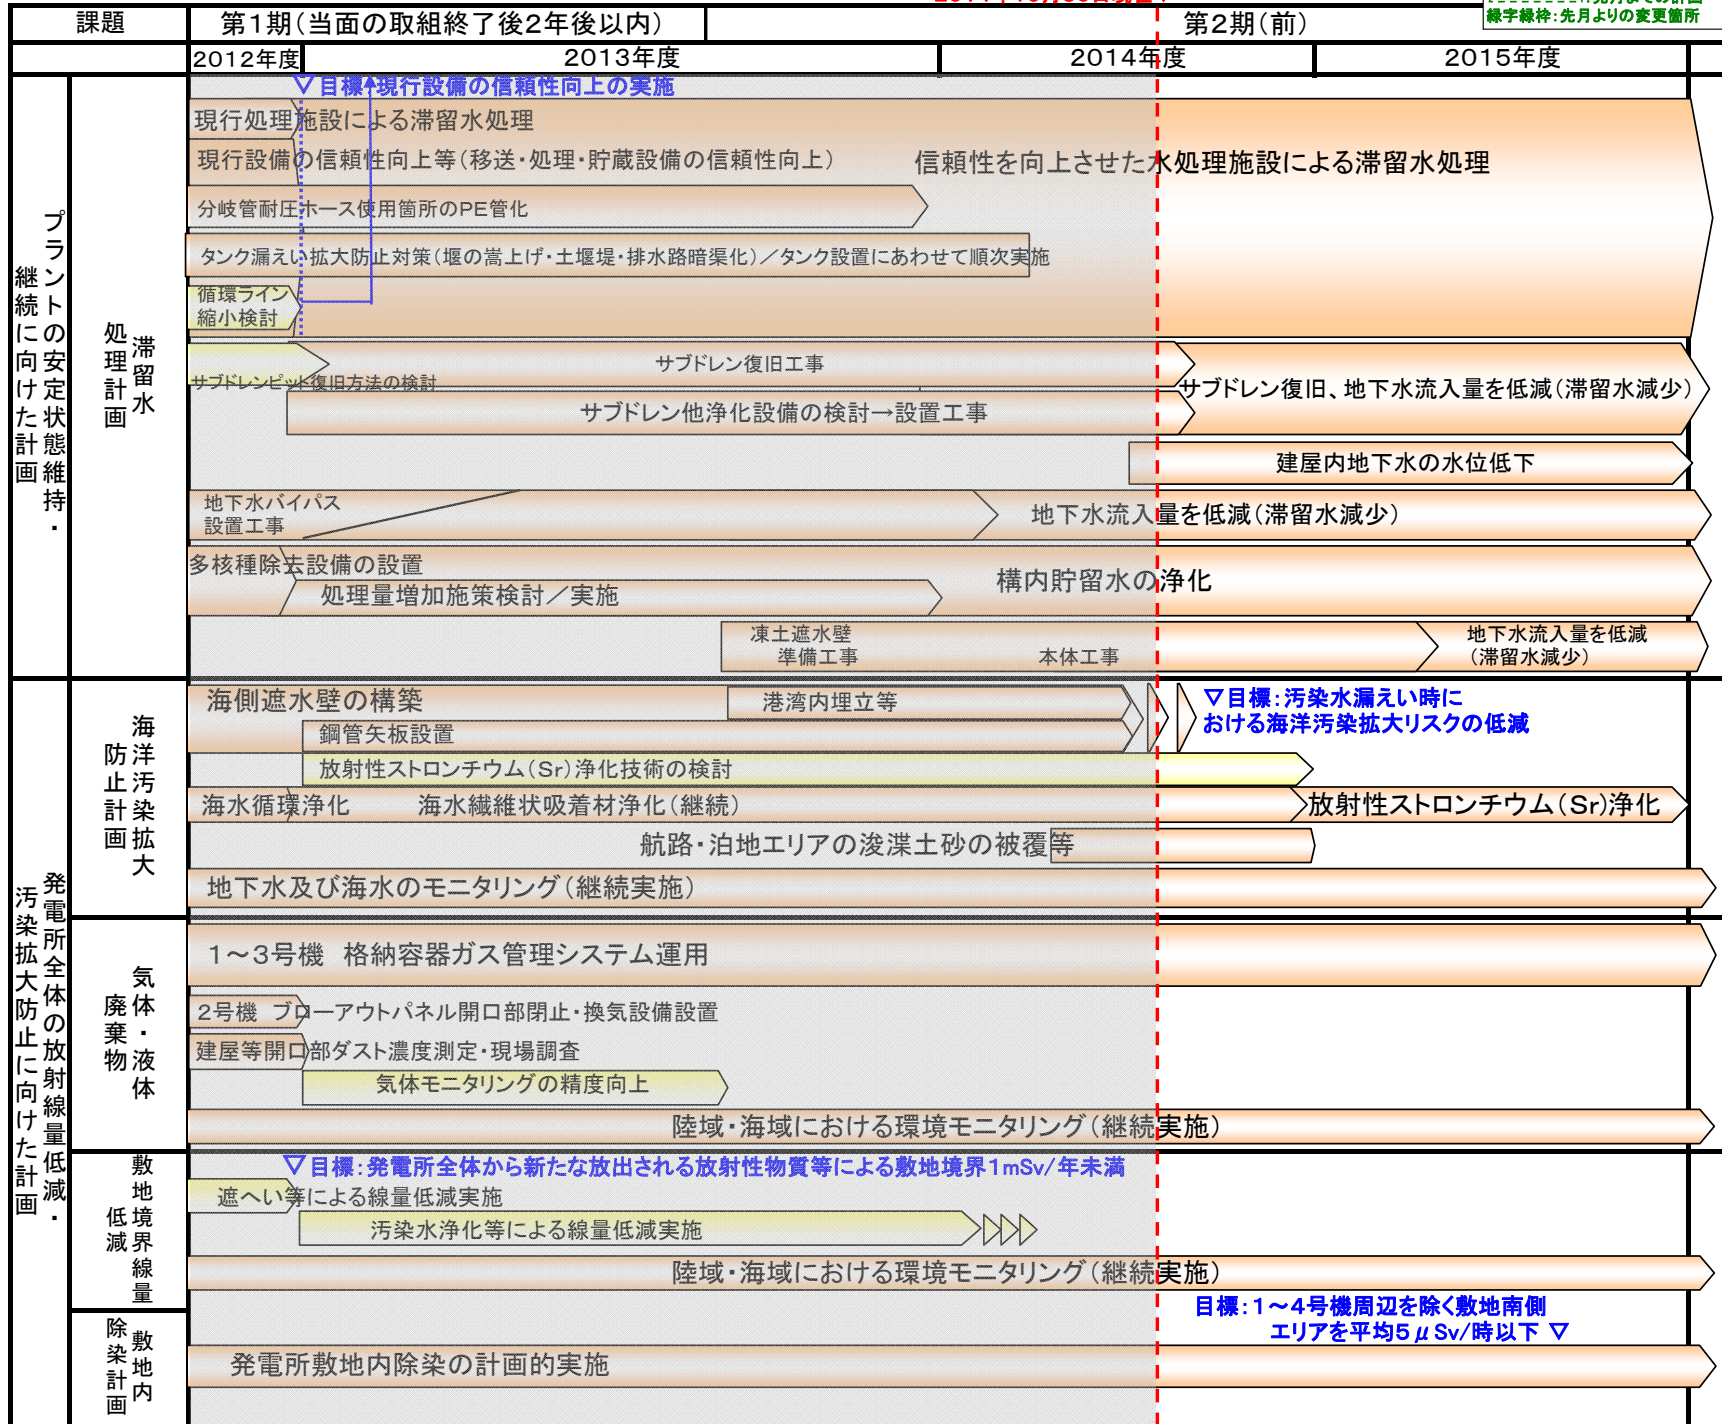 課題
第1期(当面の取組終了後2年後以内)
第2期(前)
緑字緑枠:先月よりの変更箇所
2012年度
2013年度
2014年度
2015年度
プラントの安定状態維持・
継続に向けた計画
滞留水
処理計画
▽目標:現行設備の信頼性向上の実施
現行処理施設による滞留水処理
現行設備の信頼性向上等(移送・処理・貯蔵設備の信頼性向上)
信頼性を向上させた水処理施設による滞留水処理
分岐管耐圧ホース使用箇所のPE管化
タンク漏えい拡大防止対策(堰の嵩上げ・土堰堤・排水路暗渠化)/タンク設置にあわせて順次実施
循環ライン
縮小検討
サブドレン復旧工事
サブドレンピット復旧方法の検討
サブドレン復旧、地下水流入量を低減(滞留水減少)
サブドレン他浄化設備の検討→設置工事
建屋内地下水の水位低下
地下水バイパス
設置工事
地下水流入量を低減(滞留水減少)
多核種除去設備の設置
処理量増加施策検討/実施
構内貯留水の浄化
凍土遮水壁
準備工事
本体工事
地下水流入量を低減
(滞留水減少)
発電所全体の放射線量低減・
汚染拡大防止に向けた計画
海洋汚染拡大
防止計画
海側遮水壁の構築
港湾内埋立等
▽目標:汚染水漏えい時に
おける海洋汚染拡大リスクの低減
鋼管矢板設置
放射性ストロンチウム(Sr)浄化技術の検討
海水循環浄化
海水繊維状吸着材浄化(継続)
放射性ストロンチウム(Sr)浄化
航路・泊地エリアの浚渫土砂の被覆等
地下水及び海水のモニタリング(継続実施)
気体・液体
廃棄物
1~3号機 格納容器ガス管理システム運用
2号機 ブローアウトパネル開口部閉止・換気設備設置
建屋等開口部ダスト濃度測定・現場調査
気体モニタリングの精度向上
陸域・海域における環境モニタリング(継続実施)
敷地境界線量
低減
▽目標:発電所全体から新たな放出される放射性物質等による敷地境界1mSv/年未満
遮へい等による線量低減実施
汚染水浄化等による線量低減実施
陸域・海域における環境モニタリング(継続実施)
敷地内
除染計画
目標:1~4号機周辺を除く敷地南側
エリアを平均5μSv/時以下 ▽
発電所敷地内除染の計画的実施